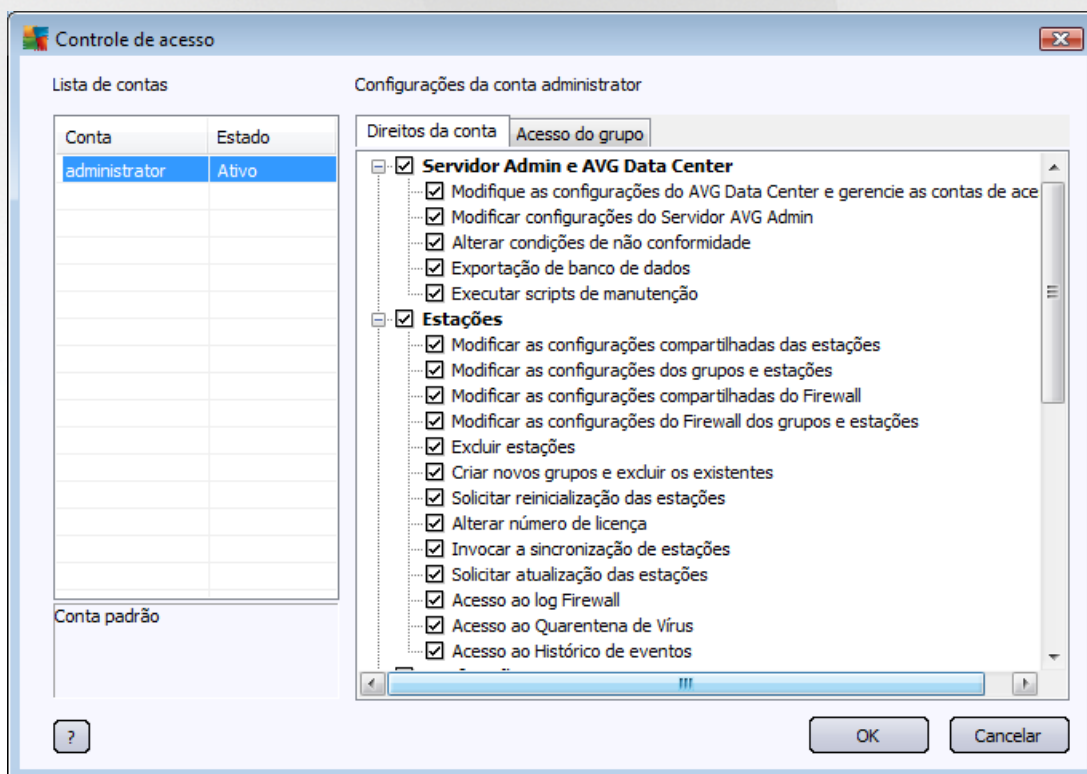 Controle de acesso
Lista de contas
Configurações da conta administrator
Conta Estado
administrator Ativo
Conta padrão
Direitos da conta Acesso do grupo
Servidor Admin e AVG Data Center
Modifique as configurações do AVG Data Center e gerencie as contas de ace
Modificar configurações do Servidor AVG Admin
Alterar condições de não conformidade
Exportação de banco de dados
Executar scripts de manutenção
Estações
Modificar as configurações compartilhadas das estações
Modificar as configurações dos grupos e estações
Modificar as configurações compartilhadas do Firewall
Modificar as configurações do Firewall dos grupos e estações
Excluir estações
Criar novos grupos e excluir os existentes
Solicitar reinicialização das estações
Alterar número de licença
Invocar a sincronização de estações
Solicitar atualização das estações
Acesso ao log Firewall
Acesso ao Quarentena de Vírus
Acesso ao Histórico de eventos
?
OK
Cancelar